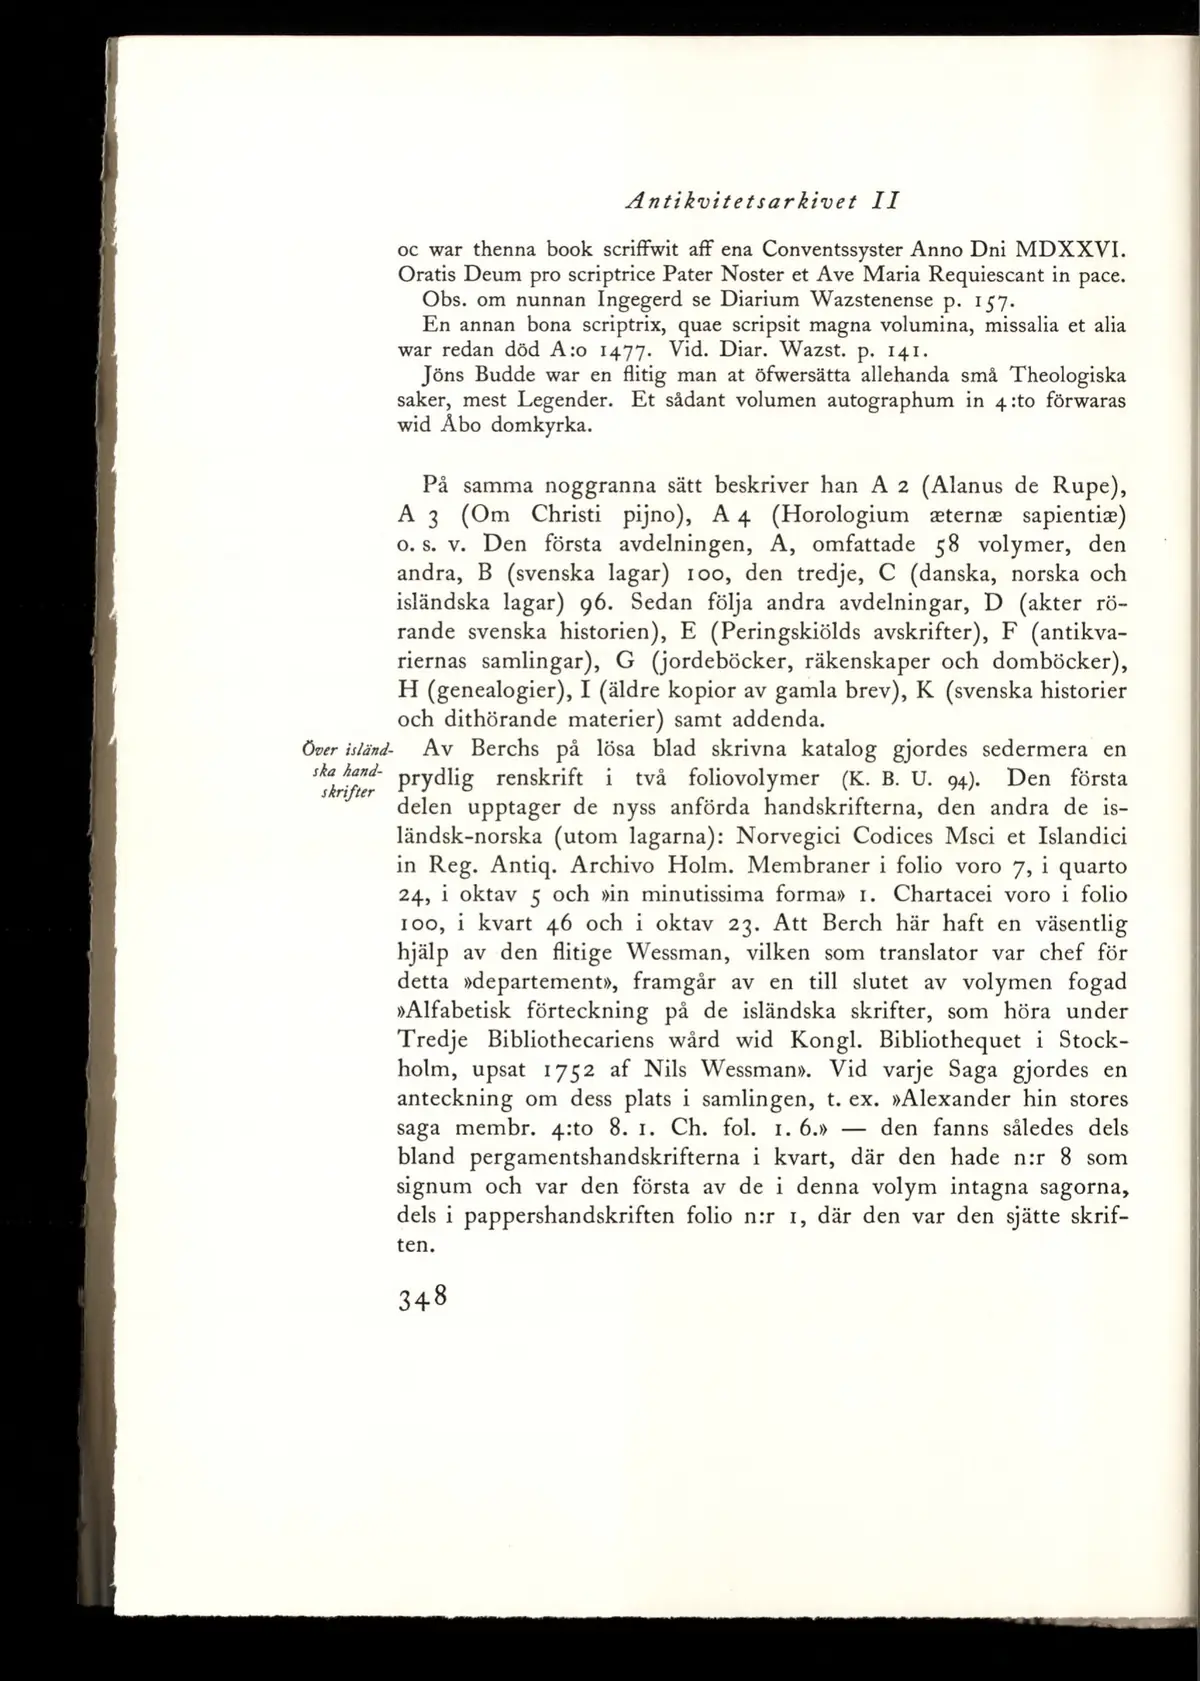 Antikvitetsarkivet II
oc war thenna book scriffwit aff ena Conventssyster Anno Dni MDXXVI.
Oratis Deum pro scriptrice Pater Noster et Ave Maria Requiescant in pace.
Obs. om nunnan Ingegerd se Diarium Wazstenense p. 157.
En annan bona scriptrix, quae scripsit magna volumina, missalia et alia
war redan död A:o 1477. Vid. Diar. Wazst. p. 141.
Jöns Budde war en flitig man at öfwersätta allehanda små Theologiska
saker, mest Legender. Et sådant volumen autographum in 4:to förwaras
wid Åbo domkyrka.
På samma noggranna sätt beskriver han A 2 (Alanus de Rupe),
A 3 (Om Christi pijno), A 4 (Horologium æternæ sapientiæ)
o. s. v. Den första avdelningen, A, omfattade 58 volymer, den
andra, B (svenska lagar) 100, den tredje, C (danska, norska och
isländska lagar) 96. Sedan följa andra avdelningar, D (akter rö-
rande svenska historien), E (Peringskiölds avskrifter), F (antikva-
riernas samlingar), G (jordeböcker, räkenskaper och domböcker),
H (genealogier), I (äldre kopior av gamla brev), K (svenska historier
och dithörande materier) samt addenda.
Över isländ-
ska hand-
skrifter
Av Berchs på lösa blad skrivna katalog gjordes sedermera en
prydlig renskrift i två foliovolymer (K. B. U. 94). Den första
delen upptager de nyss anförda handskrifterna, den andra de is-
ländsk-norska (utom lagarna): Norvegici Codices Msci et Islandici
in Reg. Antiq. Archivo Holm. Membraner i folio voro 7, i quarto
24, i oktav 5 och »in minutissima forma» 1. Chartacei voro i folio
100, i kvart 46 och i oktav 23. Att Berch här haft en väsentlig
hjälp av den flitige Wessman, vilken som translator var chef för
detta »departement», framgår av en till slutet av volymen fogad
»Alfabetisk förteckning på de isländska skrifter, som höra under
Tredje Bibliothecariens wård wid Kongl. Bibliothequet i Stock-
holm, upsat 1752 af Nils Wessman». Vid varje Saga gjordes en
anteckning om dess plats i samlingen, t. ex. »Alexander hin stores
saga membr. 4:to 8. 1. Ch. fol. 1. 6.» — den fanns således dels
bland pergamentshandskrifterna i kvart, där den hade n:r 8 som
signum och var den första av de i denna volym intagna sagorna,
dels i pappershandskriften folio n:r 1, där den var den sjätte skrif-
ten.
348